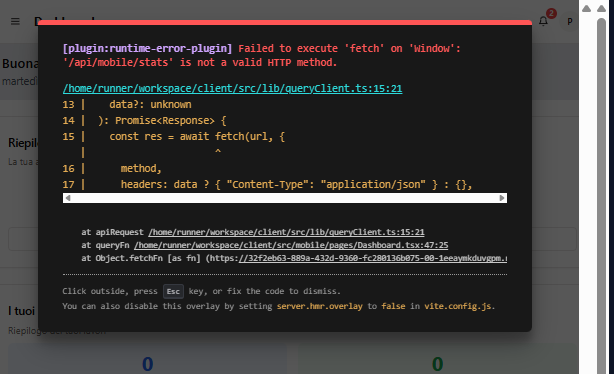 2
P
Buona
martedì
[plugin:runtime-error-plugin] Failed to execute 'fetch' on 'Window':
'/api/mobile/stats' is not a valid HTTP method.
/home/runner/workspace/client/src/lib/queryClient.ts:15:21
13 | data?: unknown
14 | ): Promise<Response> {
15 | const res = await fetch(url, {
| ^
16 | method,
17 | headers: data ? { "Content-Type": "application/json" } : {},
Riepil
La tua a
at apiRequest /home/runner/workspace/client/src/lib/queryClient.ts:15:21
at queryFn /home/runner/workspace/client/src/mobile/pages/Dashboard.tsx:47:25
at Object.fetchFn [as fn] (https://32f2eb63-889a-432d-9360-fc280136b075-00-1eeaymkduvgpm.
Click outside, press Esc key, or fix the code to dismiss.
You can also disable this overlay by setting server.hmr.overlay to false in vite.config.js.
I tuoi
Riepilog
0
0